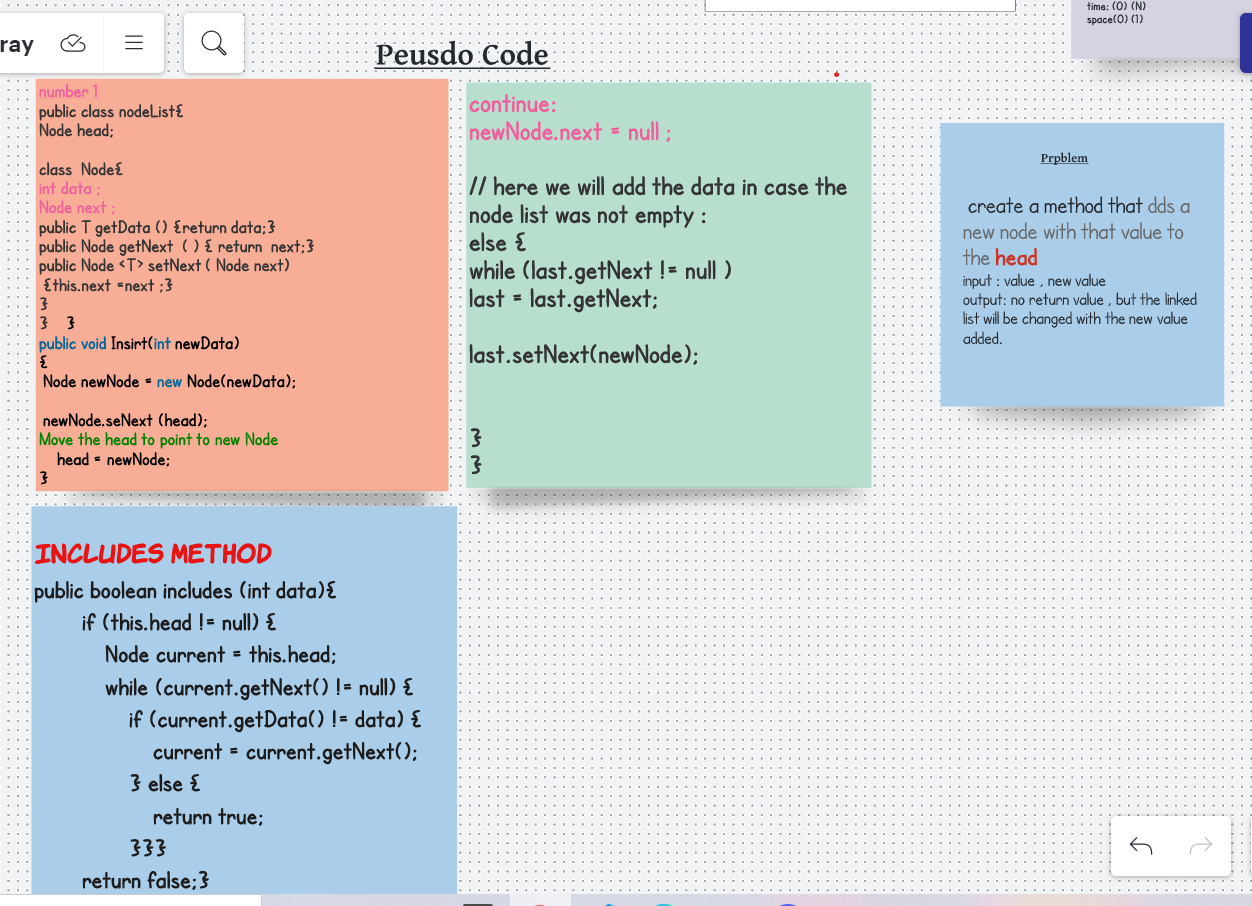 ray
Peusdo Code
time: (O) (N)
space(O) (1)
number 1
public class nodeList{
Node head;
class Node{
int data ;
Node next ;
public T getData () {return data;}
public Node getNext ( ) { return next;}
public Node <T> setNext ( Node next)
{this.next =next ;}
}
} }
public void Insirt(int newData)
{
Node newNode = new Node(newData);
newNode.seNext (head);
Move the head to point to new Node
head = newNode;
}
continue:
newNode.next = null ;
// here we will add the data in case the
node list was not empty :
else {
while (last.getNext != null )
last = last.getNext;
last.setNext(newNode);
}
}
Prpblem
create a method that dds a
new node with that value to
the head
input : value , new value
output: no return value , but the linked
list will be changed with the new value
added.
INCLUDES METHOD
public boolean includes (int data){
if (this.head != null) {
Node current = this.head;
while (current.getNext() != null) {
if (current.getData() != data) {
current = current.getNext();
} else {
return true;
}}}
return false;}